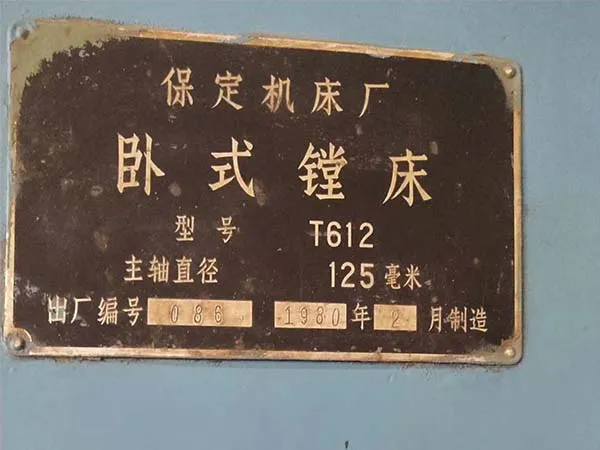 保定机床厂
卧式镗床
型号 T612
主轴直径 125毫米
出厂编号 086 1980年2月制造